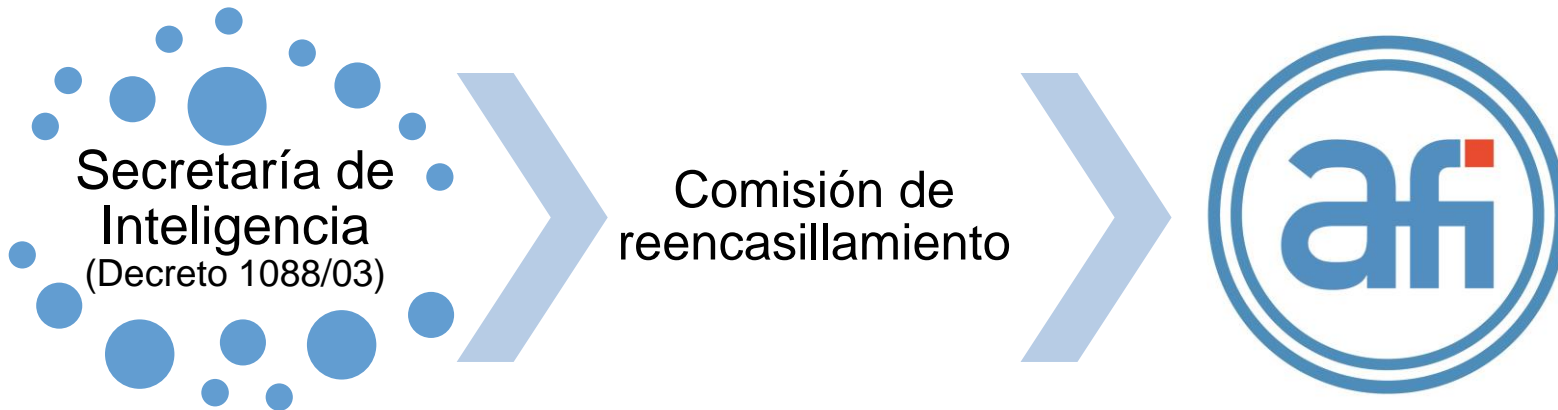 Secretaría de
Inteligencia
(Decreto 1088/03)
Comisión de
reencasillamiento
afi